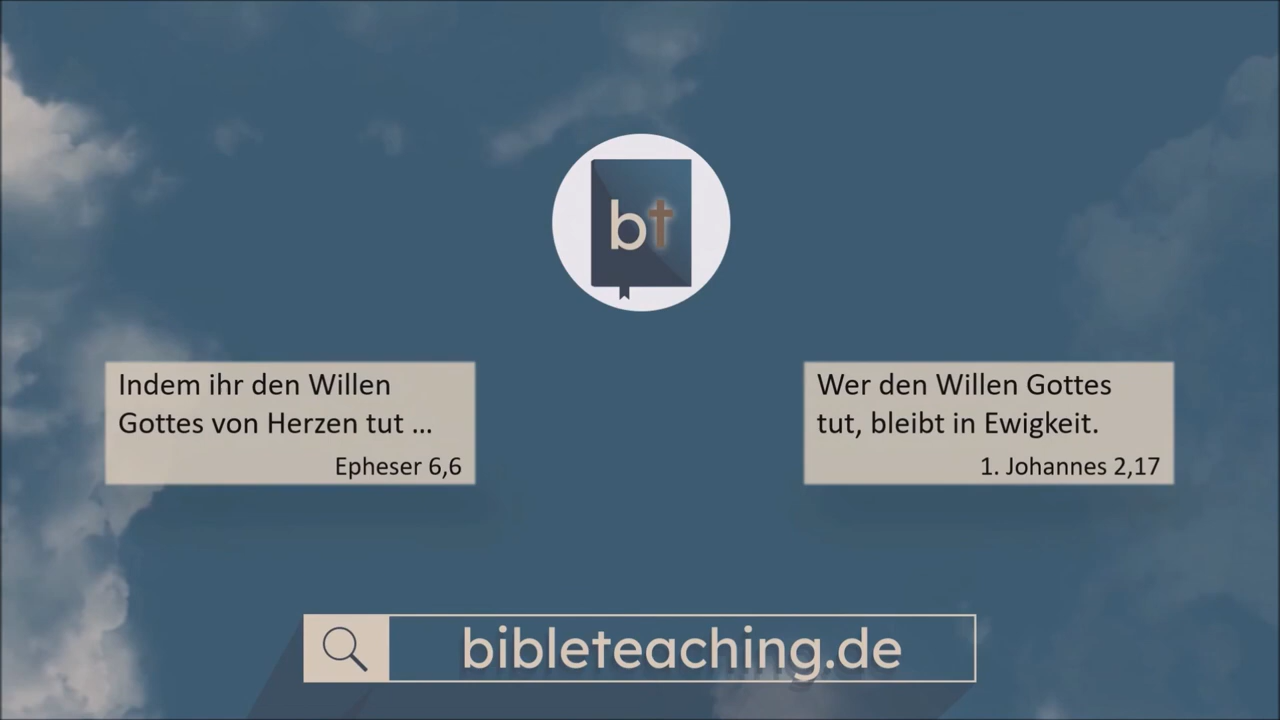 bt
Indem ihr den Willen
Gottes von Herzen tut ...
Epheser 6,6
Wer den Willen Gottes
tut, bleibt in Ewigkeit.
1. Johannes 2,17
bibleteaching.de